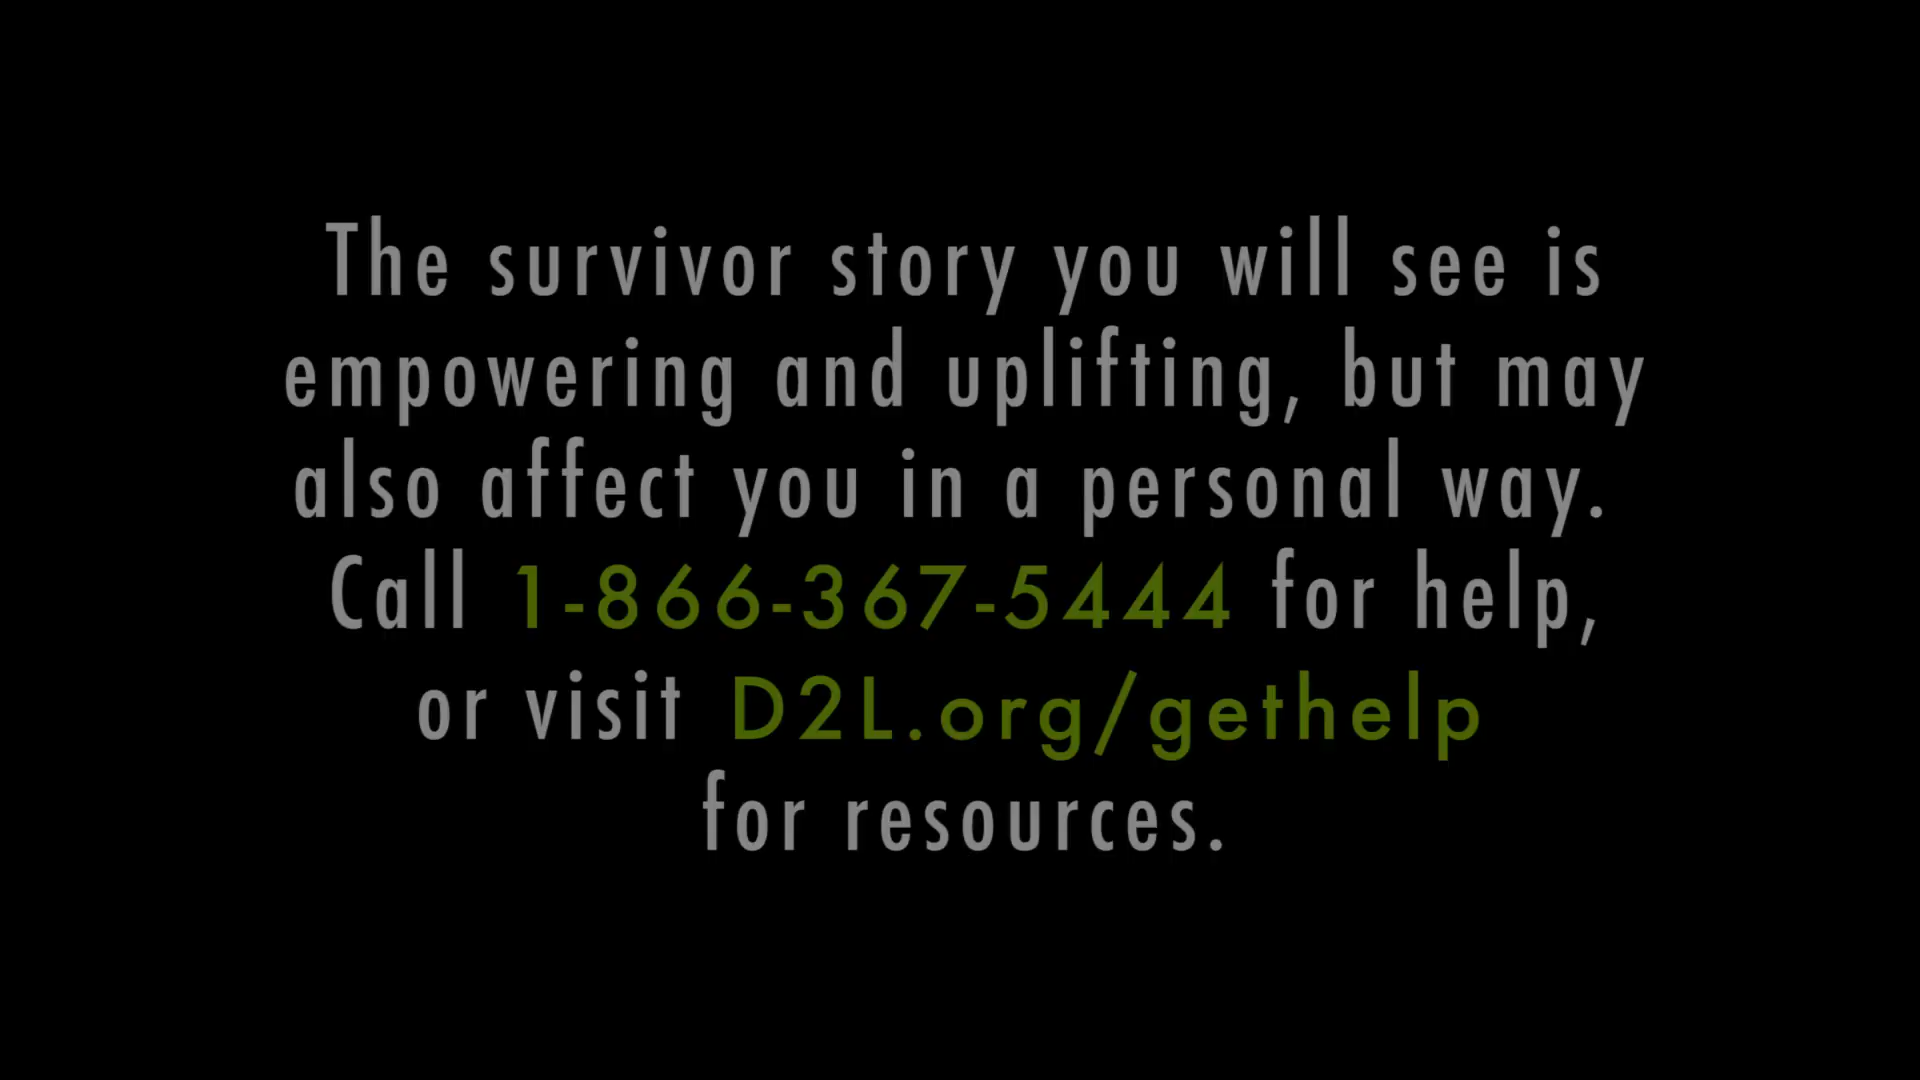 The survivor story you will see is
empowering and uplifting, but may
also affect you in a personal way.
Call 1-866-367-5444 for help,
or visit D2L.org/gethelp
for resources.